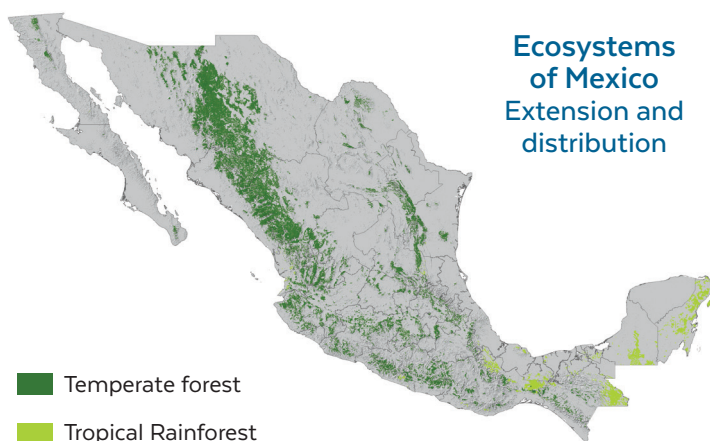 Ecosystems
of Mexico
Extension and
distribution
Temperate forest
Tropical Rainforest